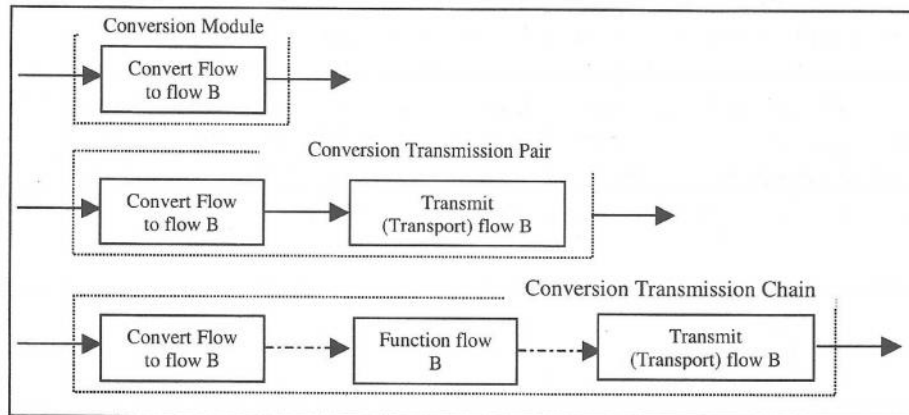 Conversion Module
Convert Flow
to flow B
Conversion Transmission Pair
Convert Flow
to flow B
Transmit
(Transport) flow B
Conversion Transmission Chain
Convert Flow
to flow B
Function flow
B
Transmit
(Transport) flow B